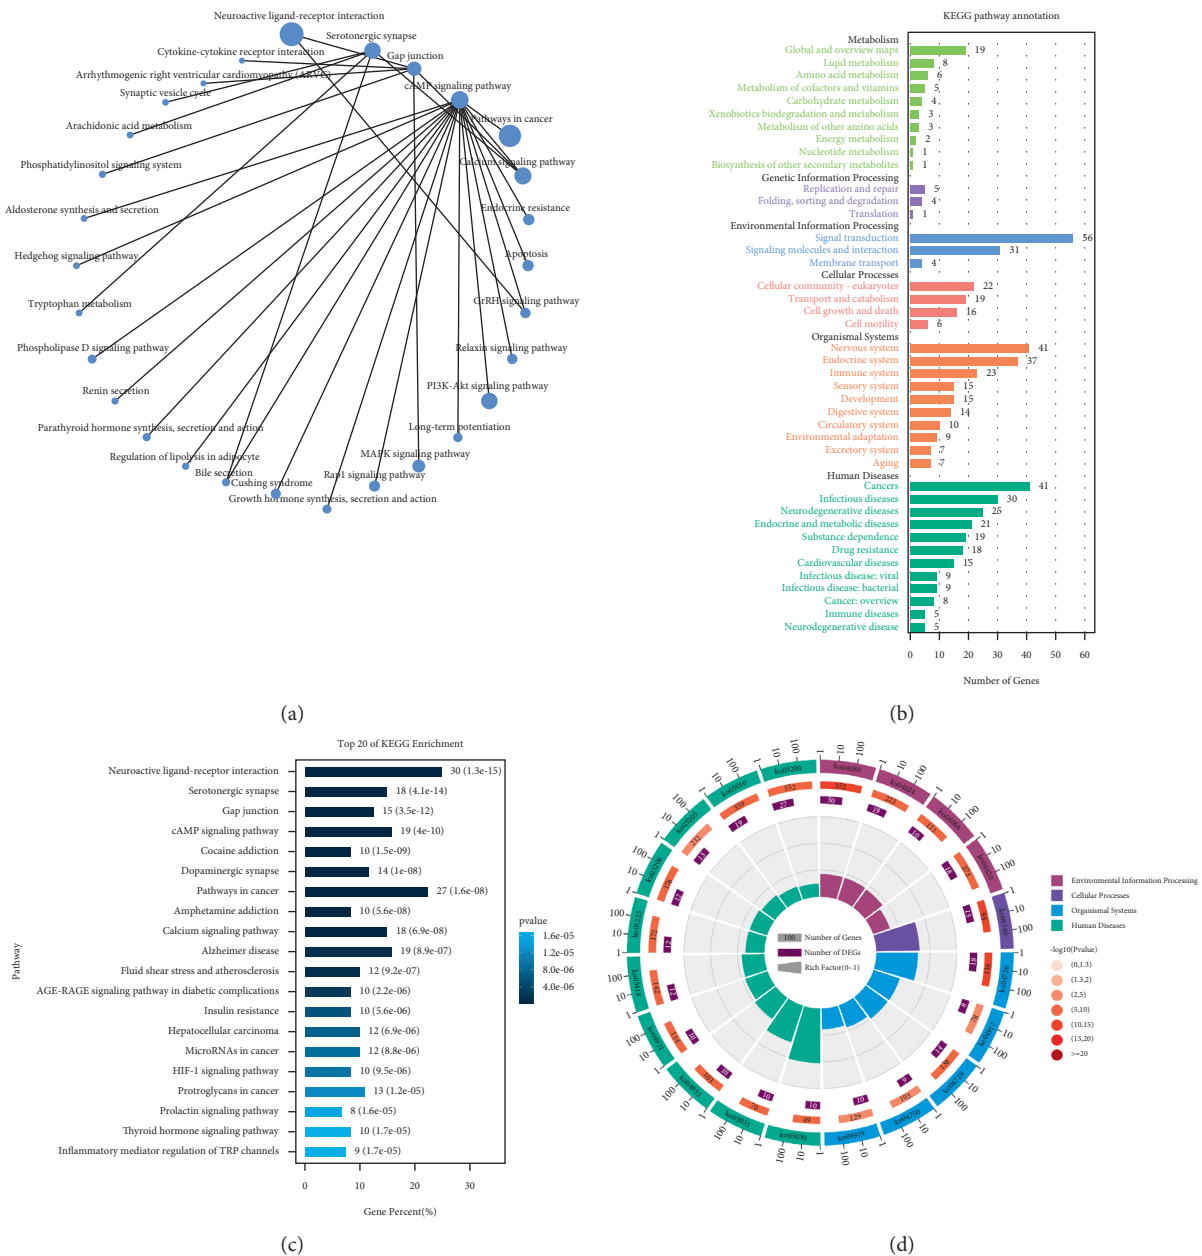 Neuroactive ligand-receptor interaction
Serotonergic synapse
Cytokine-cytokine receptor interaction
Gap junction
Arrhythmogenic right ventricular cardiomyopathy (ARVC)
cAMP signaling pathway
Synaptic vesicle cycle
Pathways in cancer
Arachidonic acid metabolism
Calcium signaling pathway
Phosphatidylinositol signaling system
Endocrine resistance
Aldosterone synthesis and secretion
Apoptosis
Hedgehog signaling pathway
GnRH signaling pathway
Tryptophan metabolism
Relaxin signaling pathway
Phospholipase D signaling pathway
PI3K-Akt signaling pathway
Renin secretion
Long-term potentiation
Parathyroid hormone synthesis, secretion and action
MAPK signaling pathway
Regulation of lipolysis in adipocyte
Bile secretion
Rap1 signaling pathway
Cushing syndrome
Growth hormone synthesis, secretion and action
(a)
KEGG pathway annotation
Metabolism
Global and overview maps 19
Liqid metabolism 8
Amino acid metabolism 6
Metabolism of cofactors and vitamins 5
Carbohydrate metabolism 4
Xenobiotics biodegradation and metabolism 3
Metabolism of other amino acids 3
Energy metabolism 2
Nucleotide metabolism 1
Biosynthesis of other secondary metabolites 1
Genetic Information Processing
Replication and repair 5
Folding, sorting and degradation 4
Translation 1
Environmental Information Processing
Signal transduction 56
Signaling molecules and interaction 31
Membrane transport 4
Cellular Processes
Cellular community - eukaryotes 22
Transport and catabolism 19
Cell growth and death 16
Cell motility 6
Organismal Systems
Nervous system 41
Endocrine system 37
Immune system 23
Sensory system 15
Development 15
Digestive system 14
Circulatory system 10
Environmental adaptation 9
Excretory system 7
Aging 7
Human Diseases
Cancers 41
Infectious diseases 30
Neurodegenerative diseases 25
Endocrine and metabolic diseases 21
Substance dependence 19
Drug resistance 18
Cardiovascular diseases 15
Infectious disease: viral 9
Infectious disease: bacterial 9
Cancer: overview 8
Immune diseases 5
Neurodegenerative disease 5
0 10 20 30 40 50 60
Number of Genes
(b)
Top 20 of KEGG Enrichment
Pathway
Neuroactive ligand-receptor interaction 30 (1.3e-15)
Serotonergic synapse 18 (4.1e-14)
Gap junction 15 (3.5e-12)
cAMP signaling pathway 19 (4e-10)
Cocaine addiction 10 (1.5e-09)
Dopaminergic synapse 14 (1e-08)
Pathways in cancer 27 (1.6e-08)
Amphetamine addiction 10 (5.6e-08)
Calcium signaling pathway 18 (6.9e-08)
Alzheimer disease 19 (8.9e-07)
Fluid shear stress and atherosclerosis 12 (9.2e-07)
AGE-RAGE signaling pathway in diabetic complications 10 (2.2e-06)
Insulin resistance 10 (5.6e-06)
Hepatocellular carcinoma 12 (6.9e-06)
MicroRNAs in cancer 12 (8.8e-06)
HIF-1 signaling pathway 10 (9.5e-06)
Protroglycans in cancer 13 (1.2e-05)
Prolactin signaling pathway 8 (1.6e-05)
Thyroid hormone signaling pathway 10 (1.7e-05)
Inflammatory mediator regulation of TRP channels 9 (1.7e-05)
0 10 20 30
Gene Percent(%)
pvalue
1.6e-05
1.2e-05
8.0e-06
4.0e-06
(c)
100 Number of Genes
Number of DEGs
Rich Factor(0~1)
Environmental Information Processing
Cellular Processes
Organismal Systems
Human Diseases
-log10(Pvalue)
(0,1.3)
(1.3,2)
(2,5)
(5,10)
(10,15)
(15,20)
>=20
(d)